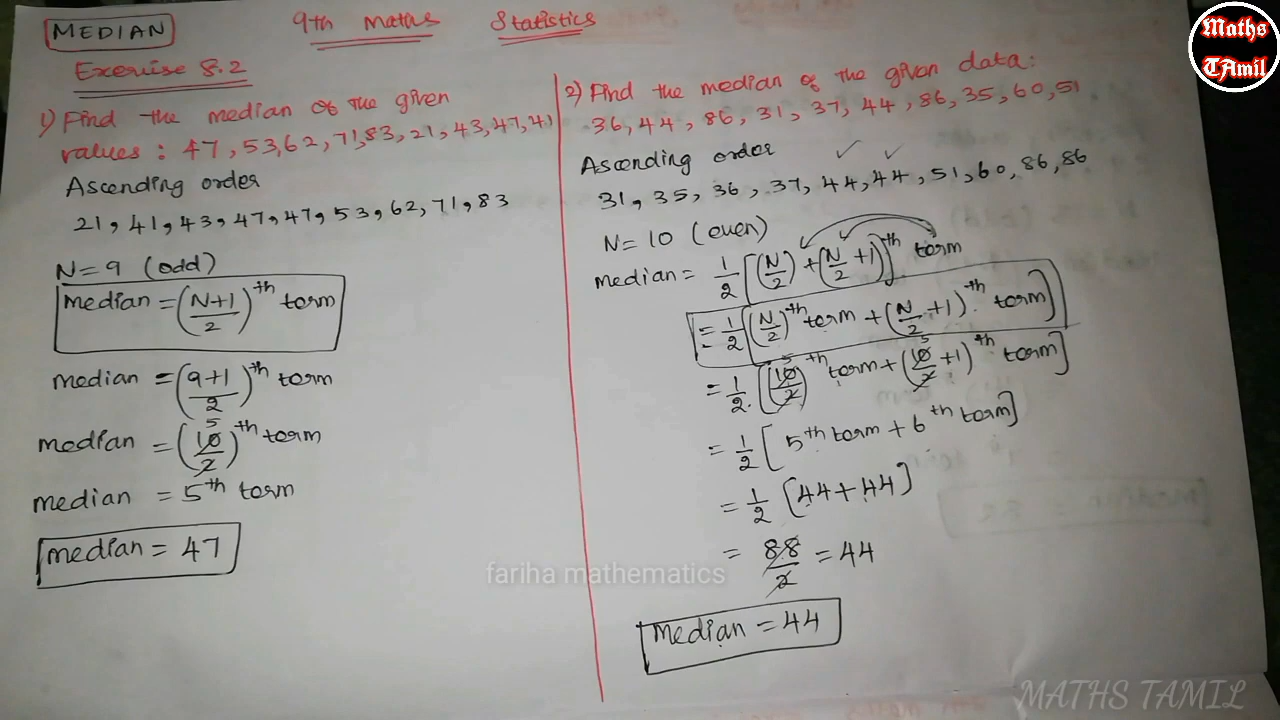 MEDIAN
9th maths Statistics
Maths
TAmil
Exercise 8.2
1) Find the median of the given
values : 47, 53, 62, 71, 83, 21, 43, 47, 41
Ascending order
21, 41, 43, 47, 47, 53, 62, 71, 83
N = 9 (odd)
median = (N+1/2)th term
median = (9+1/2)th term
median = (10/2)th term 5
median = 5th term
median = 47
2) Find the median of the given data:
36, 44, 86, 31, 37, 44, 86, 35, 60, 51
Ascending order
31, 35, 36, 37, 44, 44, 51, 60, 86, 86
N = 10 (even)
median = 1/2 [(N/2) + (N/2 + 1)]th term
= 1/2 [(N/2)th term + (N/2 + 1)th term]
= 1/2 [(10/2)th term + (10/2 + 1)th term] 5 5
= 1/2 [5th term + 6th term]
= 1/2 [44 + 44]
= 88/2 = 44
median = 44
fariha mathematics
MATHS TAMIL